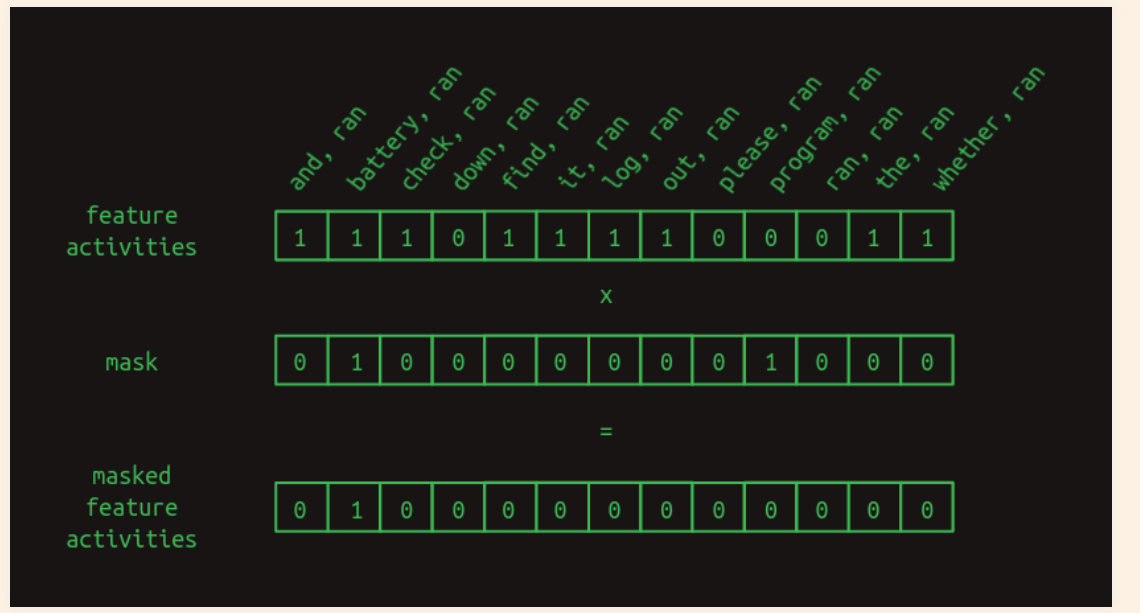 and, ran
battery, ran
check, ran
down, ran
find, ran
it, ran
log, ran
out, ran
please, ran
program, ran
ran, ran
the, ran
whether, ran
feature
activities
1 1 1 0 1 1 1 1 0 0 0 1 1
x
mask
0 1 0 0 0 0 0 0 0 1 0 0 0
=
masked
feature
activities
0 1 0 0 0 0 0 0 0 0 0 0 0